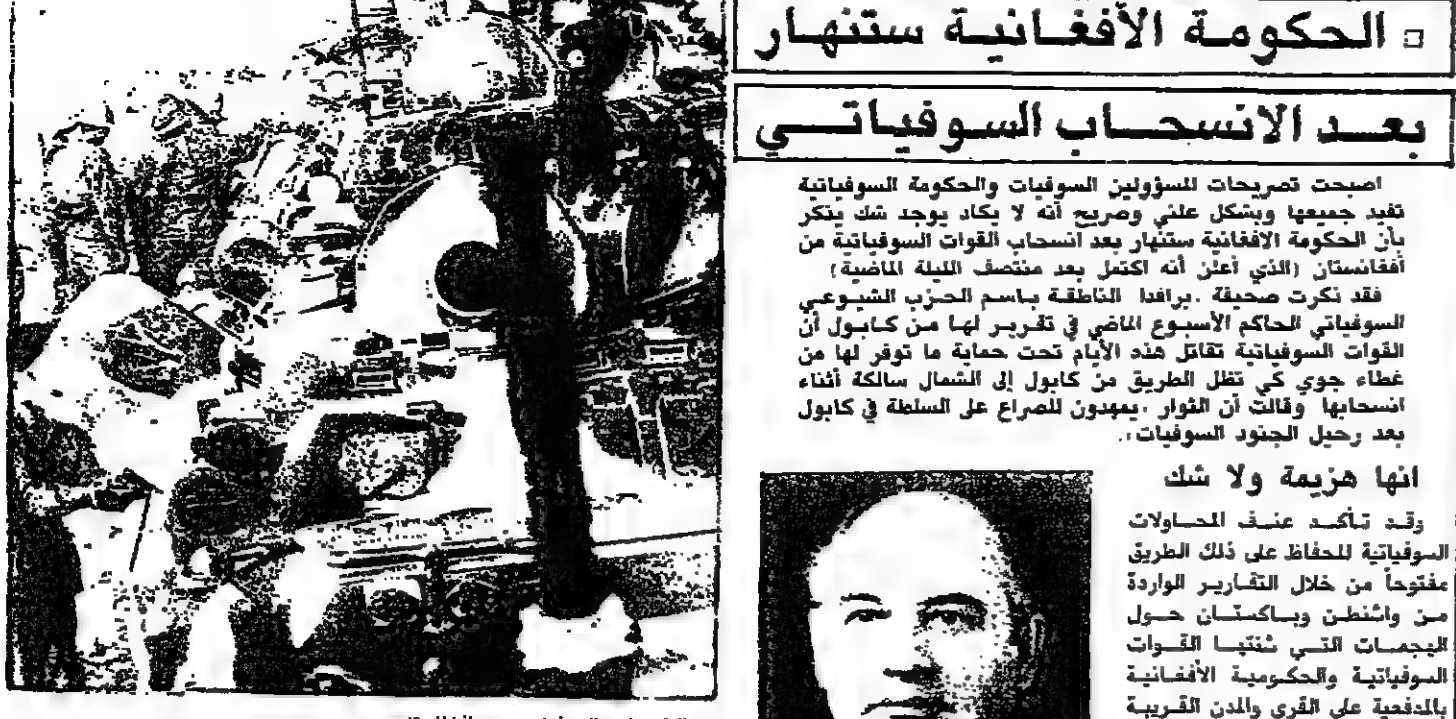 □ الحكومة الأفغانية ستنهار
بعد الانسحاب السوفياتي
اصبحت تصريحات المسؤولين السوفيات والحكومة السوفياتية
تفيد جميعها وبشكل علني وصريح أنه لا يكاد يوجد شك يذكر
بأن الحكومة الافغانية ستنهار بعد انسحاب القوات السوفياتية من
أفغانستان (الذي أعلن أنه اكتمل بعد منتصف الليلة الماضية)
فقد ذكرت صحيفة «برافدا» الناطقة باسم الحزب الشيوعي
السوفياتي الحاكم الأسبوع الماضي في تقرير لها من كابول أن
القوات السوفياتية تقاتل هذه الأيام تحت حماية ما توفر لها من
غطاء جوي كي تظل الطريق من كابول إلى الشمال سالكة أثناء
انسحابها وقالت أن الثوار «يمهدون للصراع على السلطة في كابول
بعد رحيل الجنود السوفيات».
انها هزيمة ولا شك
وقد تأكد عنف المحاولات
السوفياتية للحفاظ على ذلك الطريق
مفتوحاً من خلال التقارير الواردة
من واشنطن وباكستان حول
الهجمات التي شنتها القوات
السوفياتية والحكومية الأفغانية
بالمدفعية على القرى والمدن القريبة